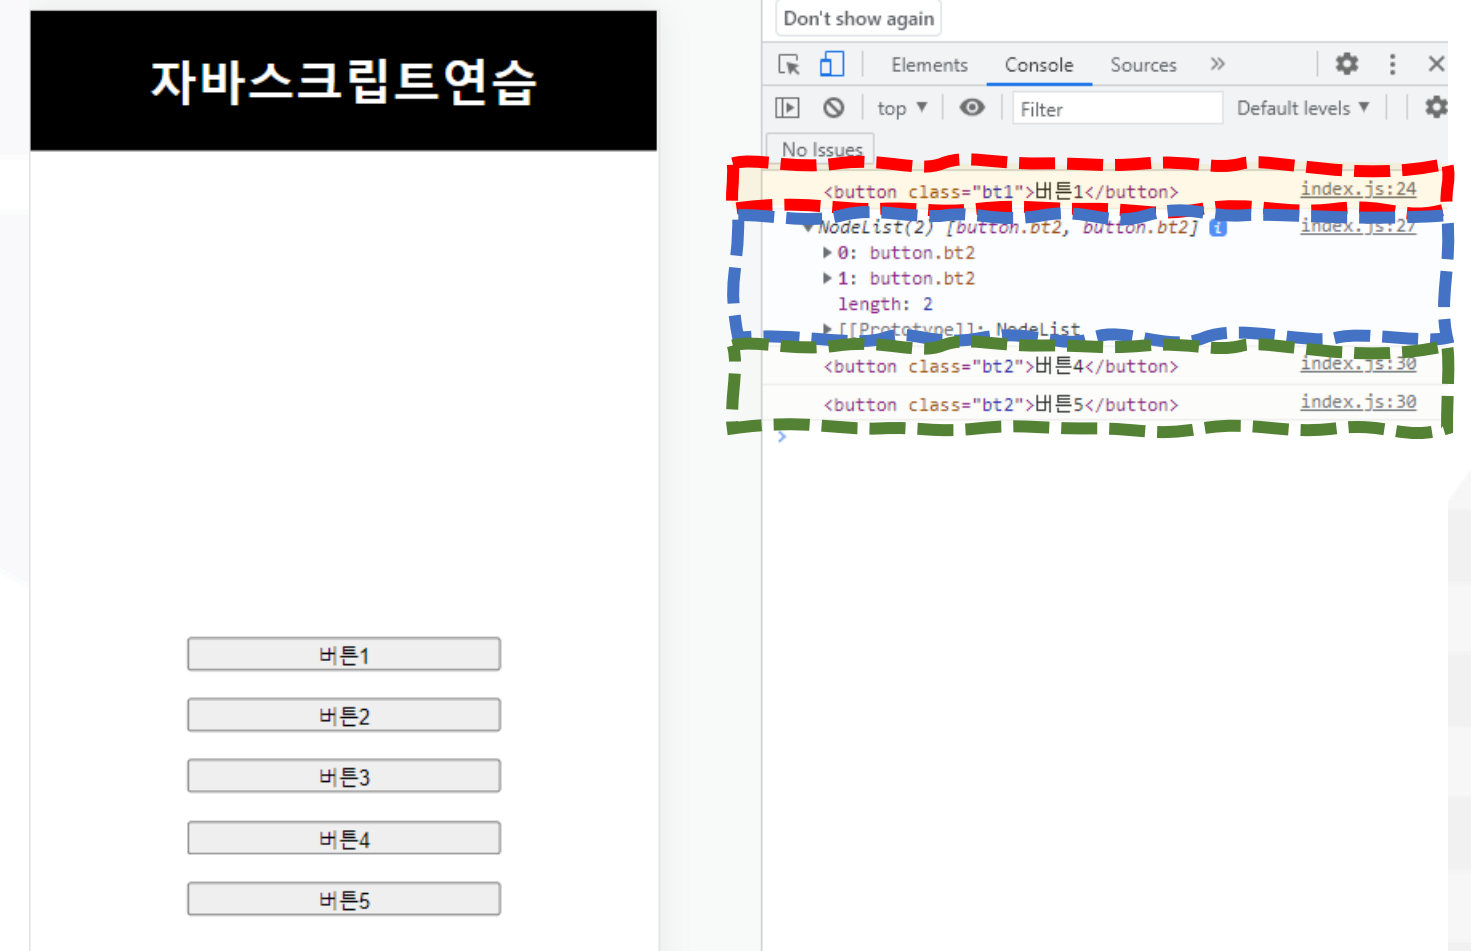 자바스크립트연습
버튼1
버튼2
버튼3
버튼4
버튼5
Don't show again
Elements Console Sources »
top ▼ Filter Default levels ▼
No Issues
<button class="bt1">버튼1</button> index.js:24
▼NodeList(2) [button.bt2, button.bt2] i index.js:27
▶0: button.bt2
▶1: button.bt2
length: 2
▶[[Prototype]]: NodeList
<button class="bt2">버튼4</button> index.js:30
<button class="bt2">버튼5</button> index.js:30